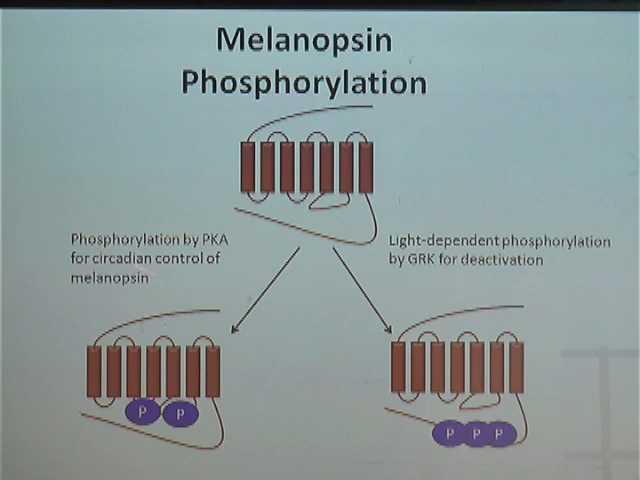 Melanopsin
Phosphorylation
Phosphorylation by PKA
for circadian control of
melanopsin
Light-dependent phosphorylation
by GRK for deactivation
P P
P P P